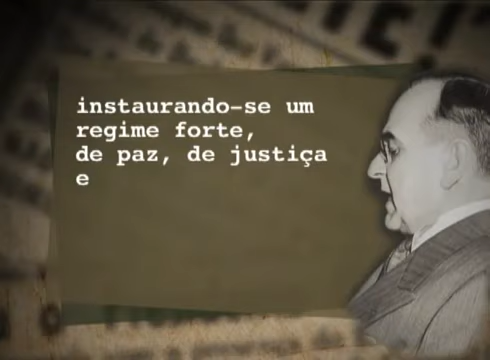 instaurando-se um
regime forte,
de paz, de justiça
e